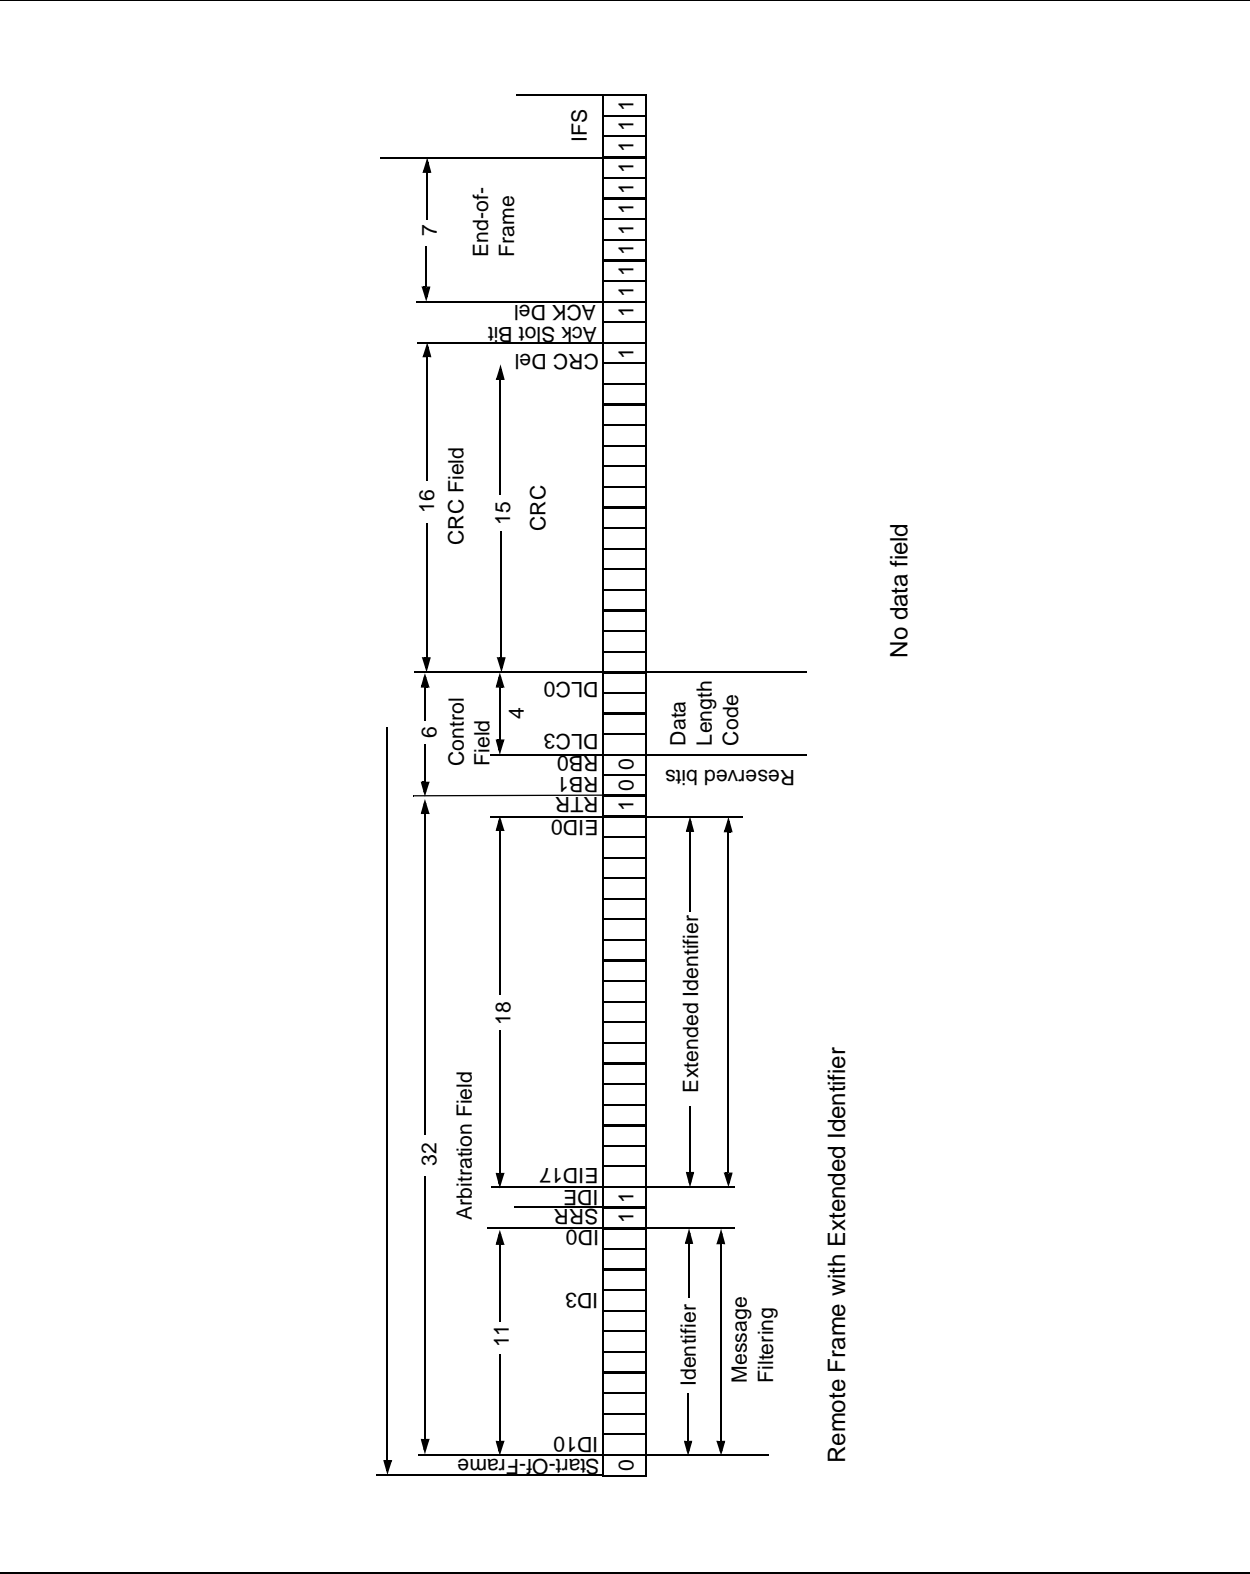 Start-Of-Frame
ID10
ID3
ID0
SRR
IDE
EID17
EID0
RTR
RB1
RB0
DLC3
DLC0
CRC Del
Ack Slot Bit
ACK Del
IFS
32
Arbitration Field
11
18
6
Control
Field
4
16
CRC Field
15
CRC
7
End-of-
Frame
0
1
1
1
0
0
1
1
1
1
1
1
1
1
1
1
1
1
Identifier
Message
Filtering
Extended Identifier
Reserved bits
Data
Length
Code
Remote Frame with Extended Identifier
No data field